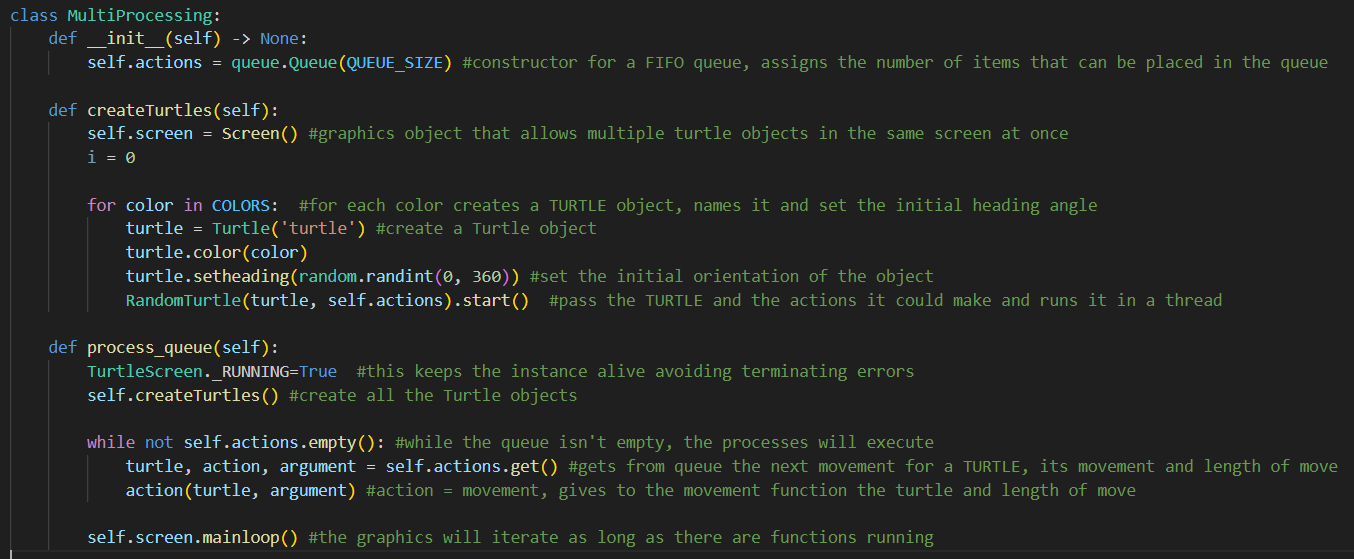 class MultiProcessing:
    def __init__(self) -> None:
        self.actions = queue.Queue(QUEUE_SIZE) #constructor for a FIFO queue, assigns the number of items that can be placed in the queue

    def createTurtles(self):
        self.screen = Screen() #graphics object that allows multiple turtle objects in the same screen at once
        i = 0

        for color in COLORS:  #for each color creates a TURTLE object, names it and set the initial heading angle
            turtle = Turtle('turtle') #create a Turtle object
            turtle.color(color)
            turtle.setheading(random.randint(0, 360)) #set the initial orientation of the object
            RandomTurtle(turtle, self.actions).start()  #pass the TURTLE and the actions it could make and runs it in a thread

    def process_queue(self):
        TurtleScreen._RUNNING=True  #this keeps the instance alive avoiding terminating errors
        self.createTurtles() #create all the Turtle objects

        while not self.actions.empty(): #while the queue isn't empty, the processes will execute
            turtle, action, argument = self.actions.get() #gets from queue the next movement for a TURTLE, its movement and length of move
            action(turtle, argument) #action = movement, gives to the movement function the turtle and length of move

        self.screen.mainloop() #the graphics will iterate as long as there are functions running